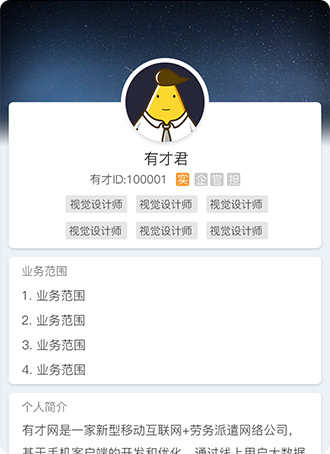 有才君
有才ID:100001 实 企 官 担
视觉设计师 视觉设计师 视觉设计师
视觉设计师 视觉设计师 视觉设计师
业务范围
1. 业务范围
2. 业务范围
3. 业务范围
4. 业务范围
个人简介
有才网是一家新型移动互联网+劳务派遣网络公司，
基于手机客户端的开发和优化，通过线上用户大数据